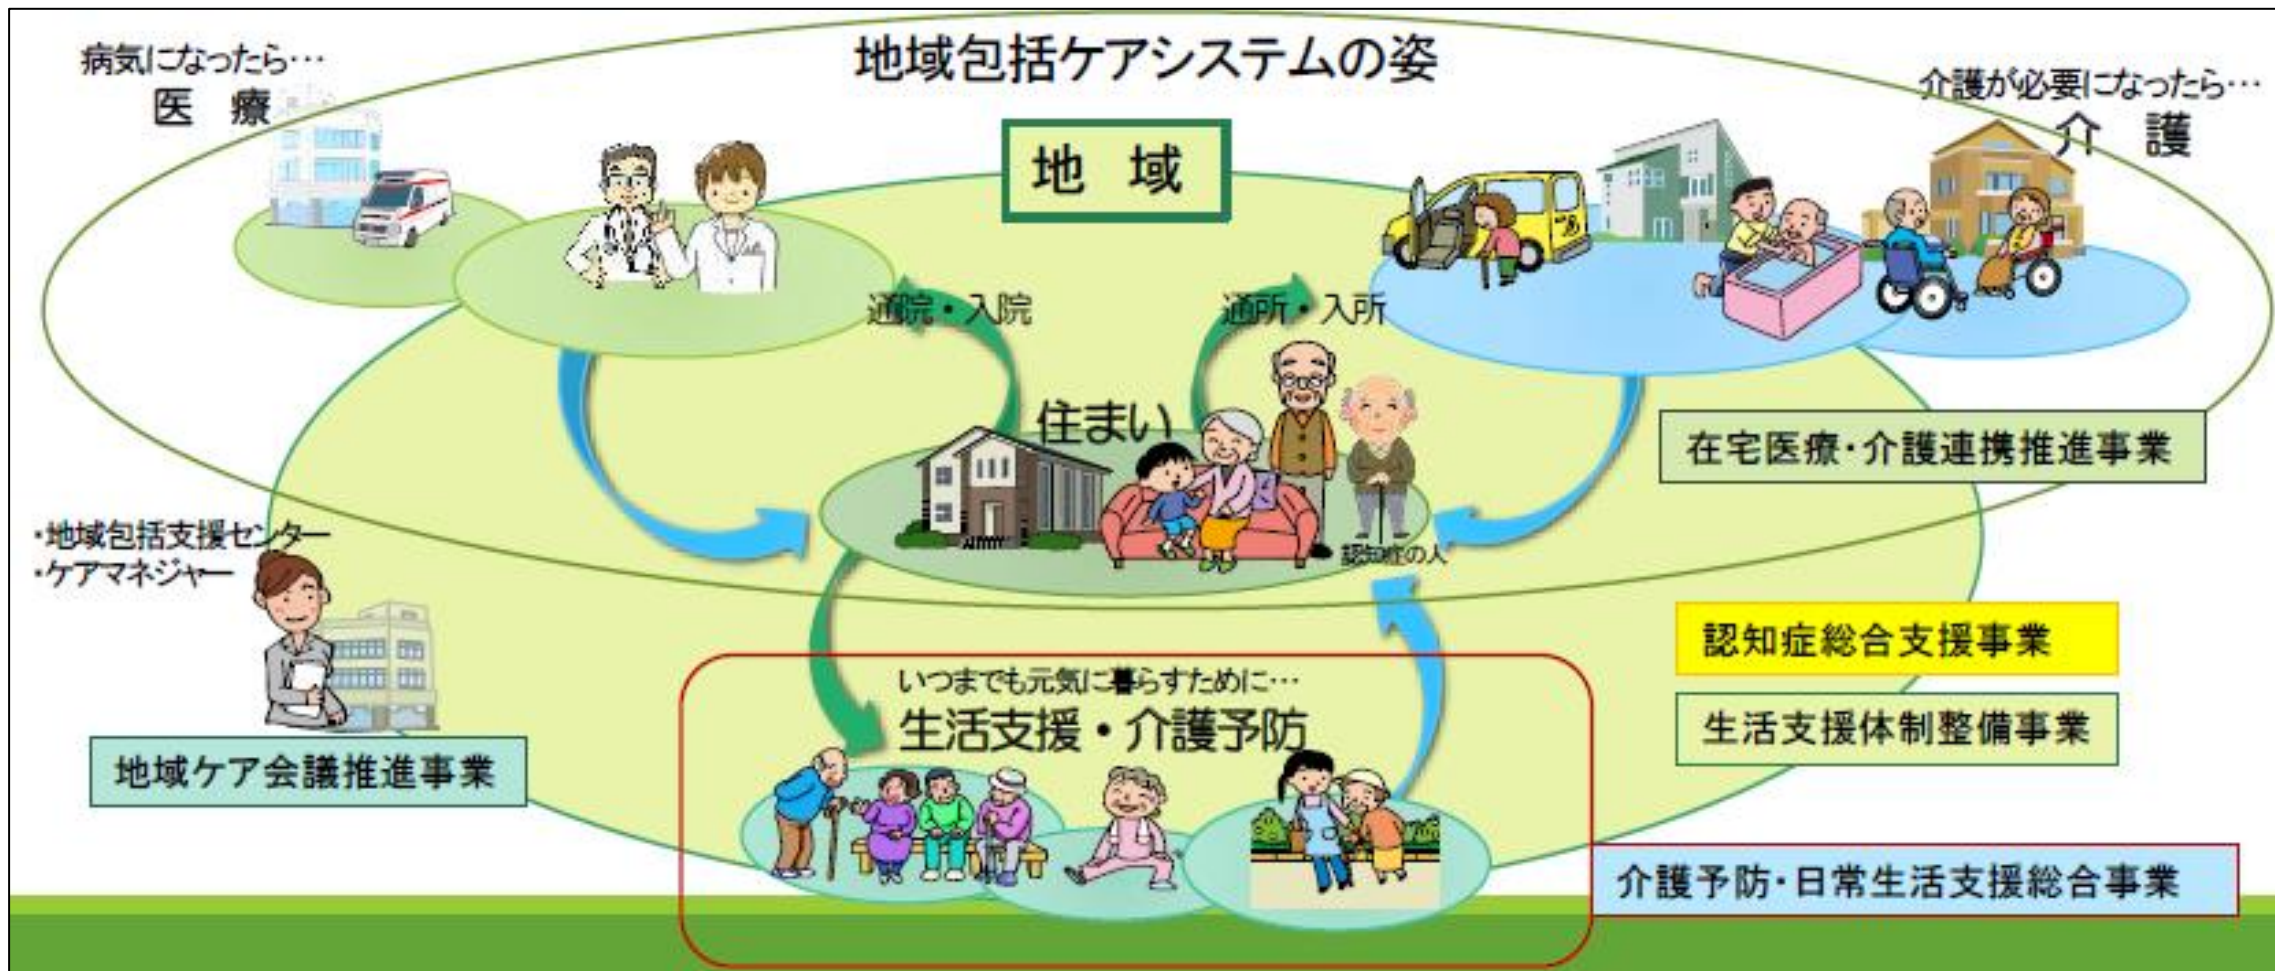 地域包括ケアシステムの姿
病気になったら…
医 療
介護が必要になったら…
介 護
地 域
通院・入院
通所・入所
住まい
在宅医療・介護連携推進事業
・地域包括支援センター
・ケアマネジャー
認知症の人
認知症総合支援事業
いつまでも元気に暮らすために…
生活支援・介護予防
生活支援体制整備事業
地域ケア会議推進事業
介護予防・日常生活支援総合事業